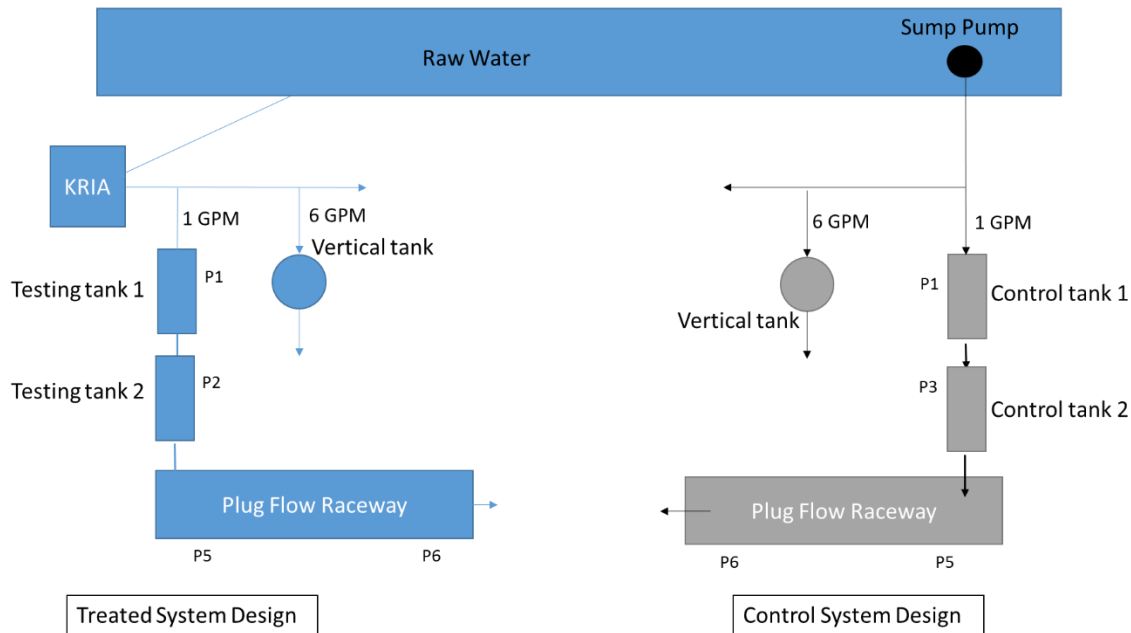 Sump Pump
Raw Water
KRIA
1 GPM
6 GPM
6 GPM
1 GPM
Vertical tank
Testing tank 1
P1
P1
Control tank 1
Vertical tank
Testing tank 2
P2
P3
Control tank 2
Plug Flow Raceway
Plug Flow Raceway
P5
P6
P6
P5
Treated System Design
Control System Design